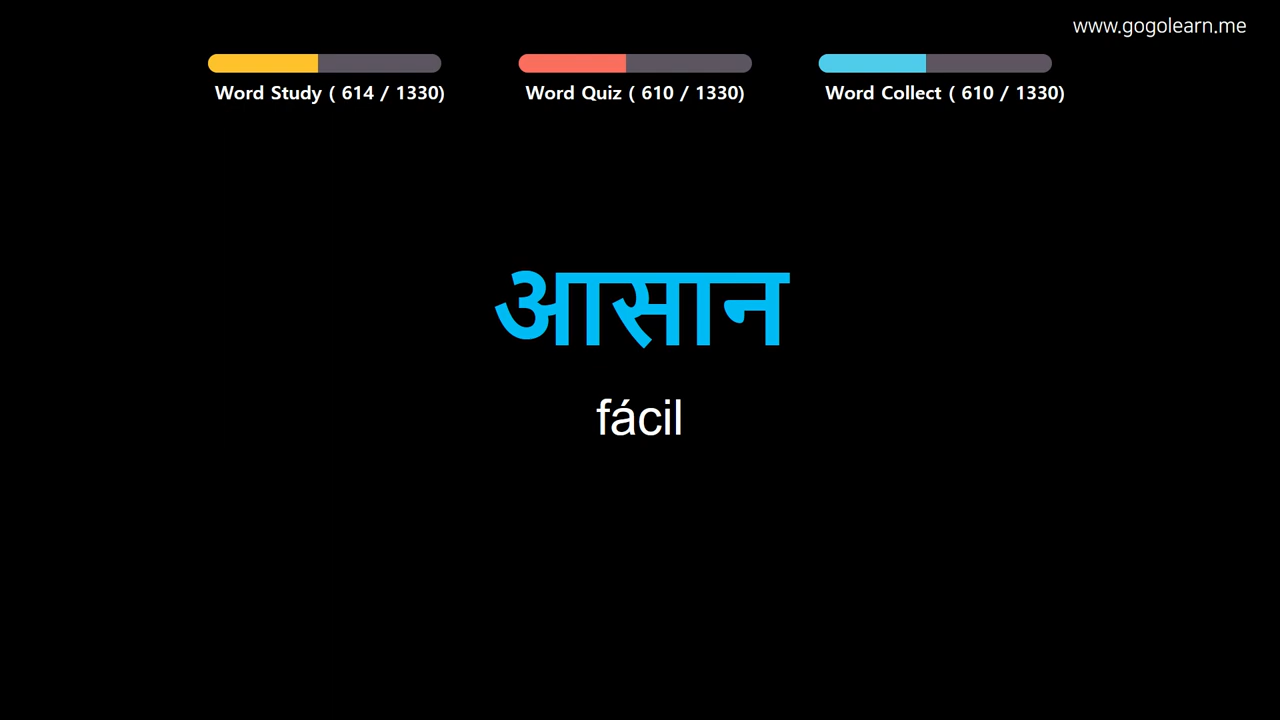 www.gogolearn.me
Word Study ( 614 / 1330)
Word Quiz ( 610 / 1330)
Word Collect ( 610 / 1330)
आसान
fácil